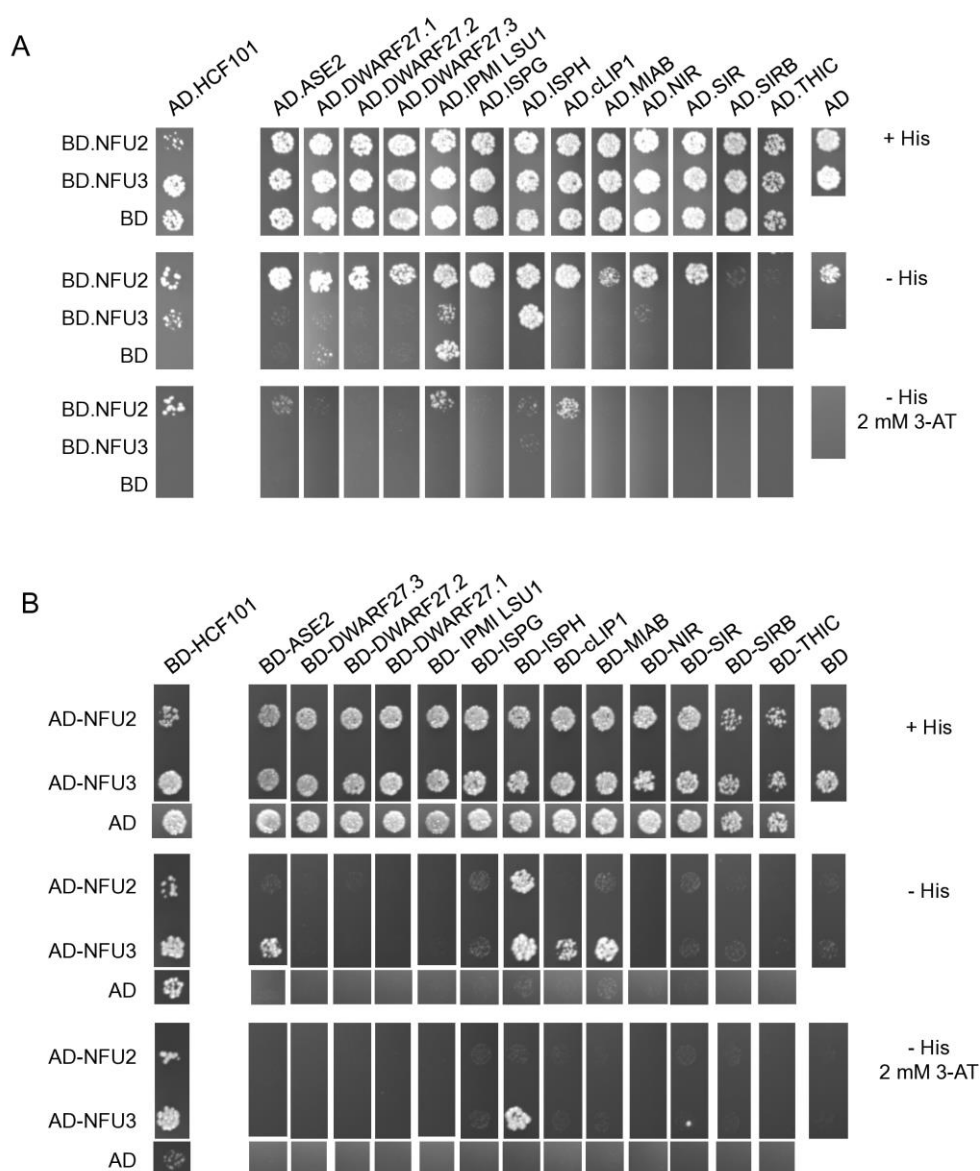 A
AD.HCF101 AD.ASE2 AD.DWARF27.1 AD.DWARF27.2 AD.DWARF27.3 AD.IPMI LSU1 AD.ISPG AD.ISPH AD.cLIP1 AD.MIAB AD.NIR AD.SIR AD.SIRB AD.THIC AD
BD.NFU2 + His
BD.NFU3
BD
BD.NFU2 - His
BD.NFU3
BD
BD.NFU2 - His
2 mM 3-AT
BD.NFU3
BD
B
BD-HCF101 BD-ASE2 BD-DWARF27.3 BD-DWARF27.2 BD-DWARF27.1 BD- IPMI LSU1 BD-ISPG BD-ISPH BD-cLIP1 BD-MIAB BD-NIR BD-SIR BD-SIRB BD-THIC BD
AD-NFU2 + His
AD-NFU3
AD
AD-NFU2 - His
AD-NFU3
AD
AD-NFU2 - His
2 mM 3-AT
AD-NFU3
AD